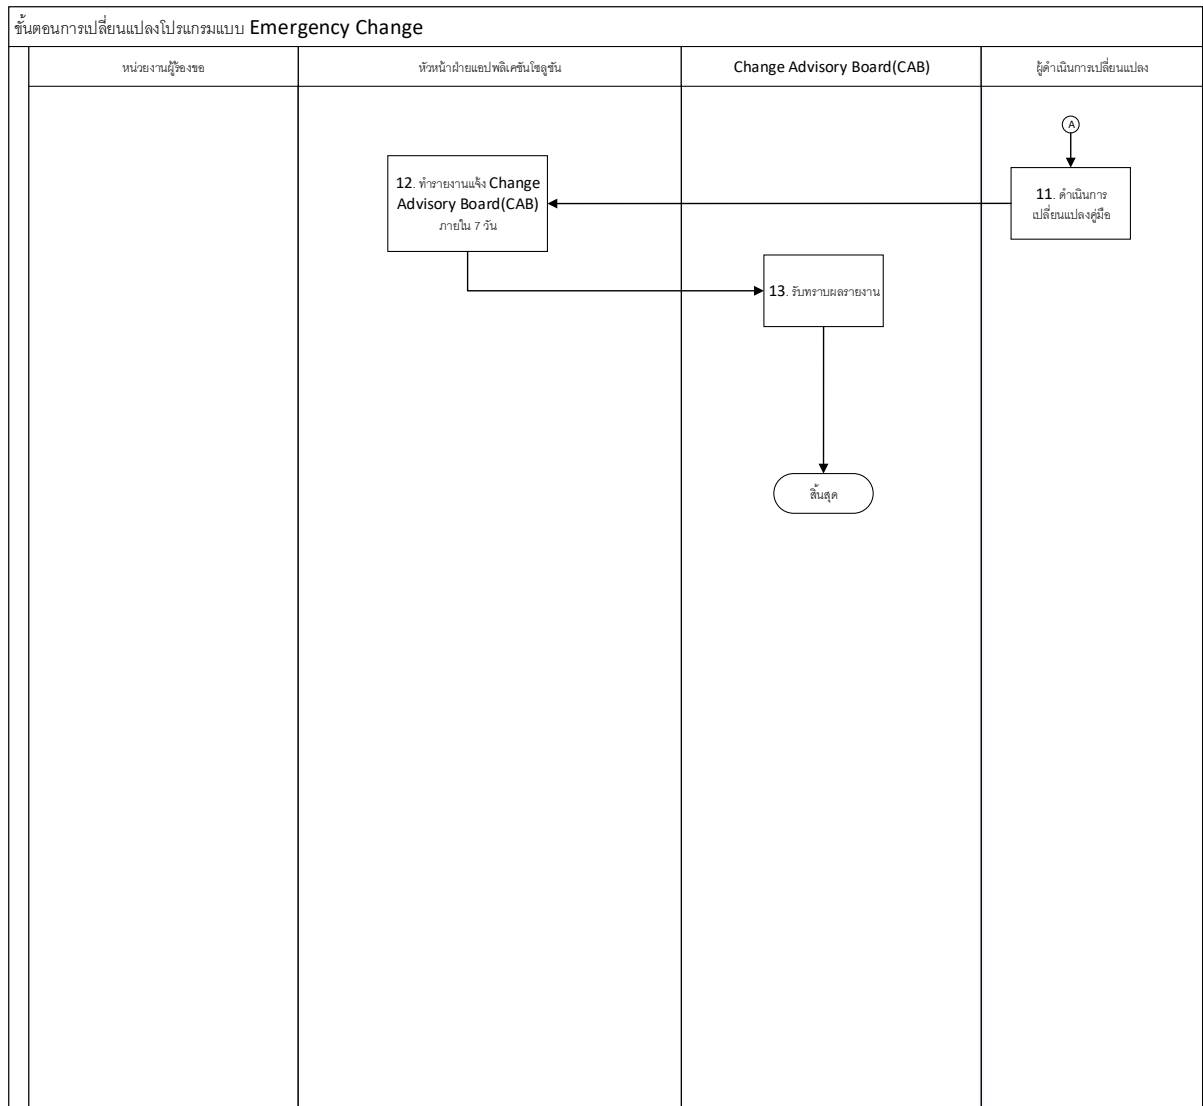 ขั้นตอนการเปลี่ยนแปลงโปรแกรมแบบ Emergency Change
หน่วยงานผู้ร้องขอ
หัวหน้าฝ่ายแอปพลิเคชันโซลูชัน
Change Advisory Board(CAB)
ผู้ดำเนินการเปลี่ยนแปลง
A
12. ทำรายงานแจ้ง Change
Advisory Board(CAB)
ภายใน 7 วัน
11. ดำเนินการ
เปลี่ยนแปลงคู่มือ
13. รับทราบผลรายงาน
สิ้นสุด